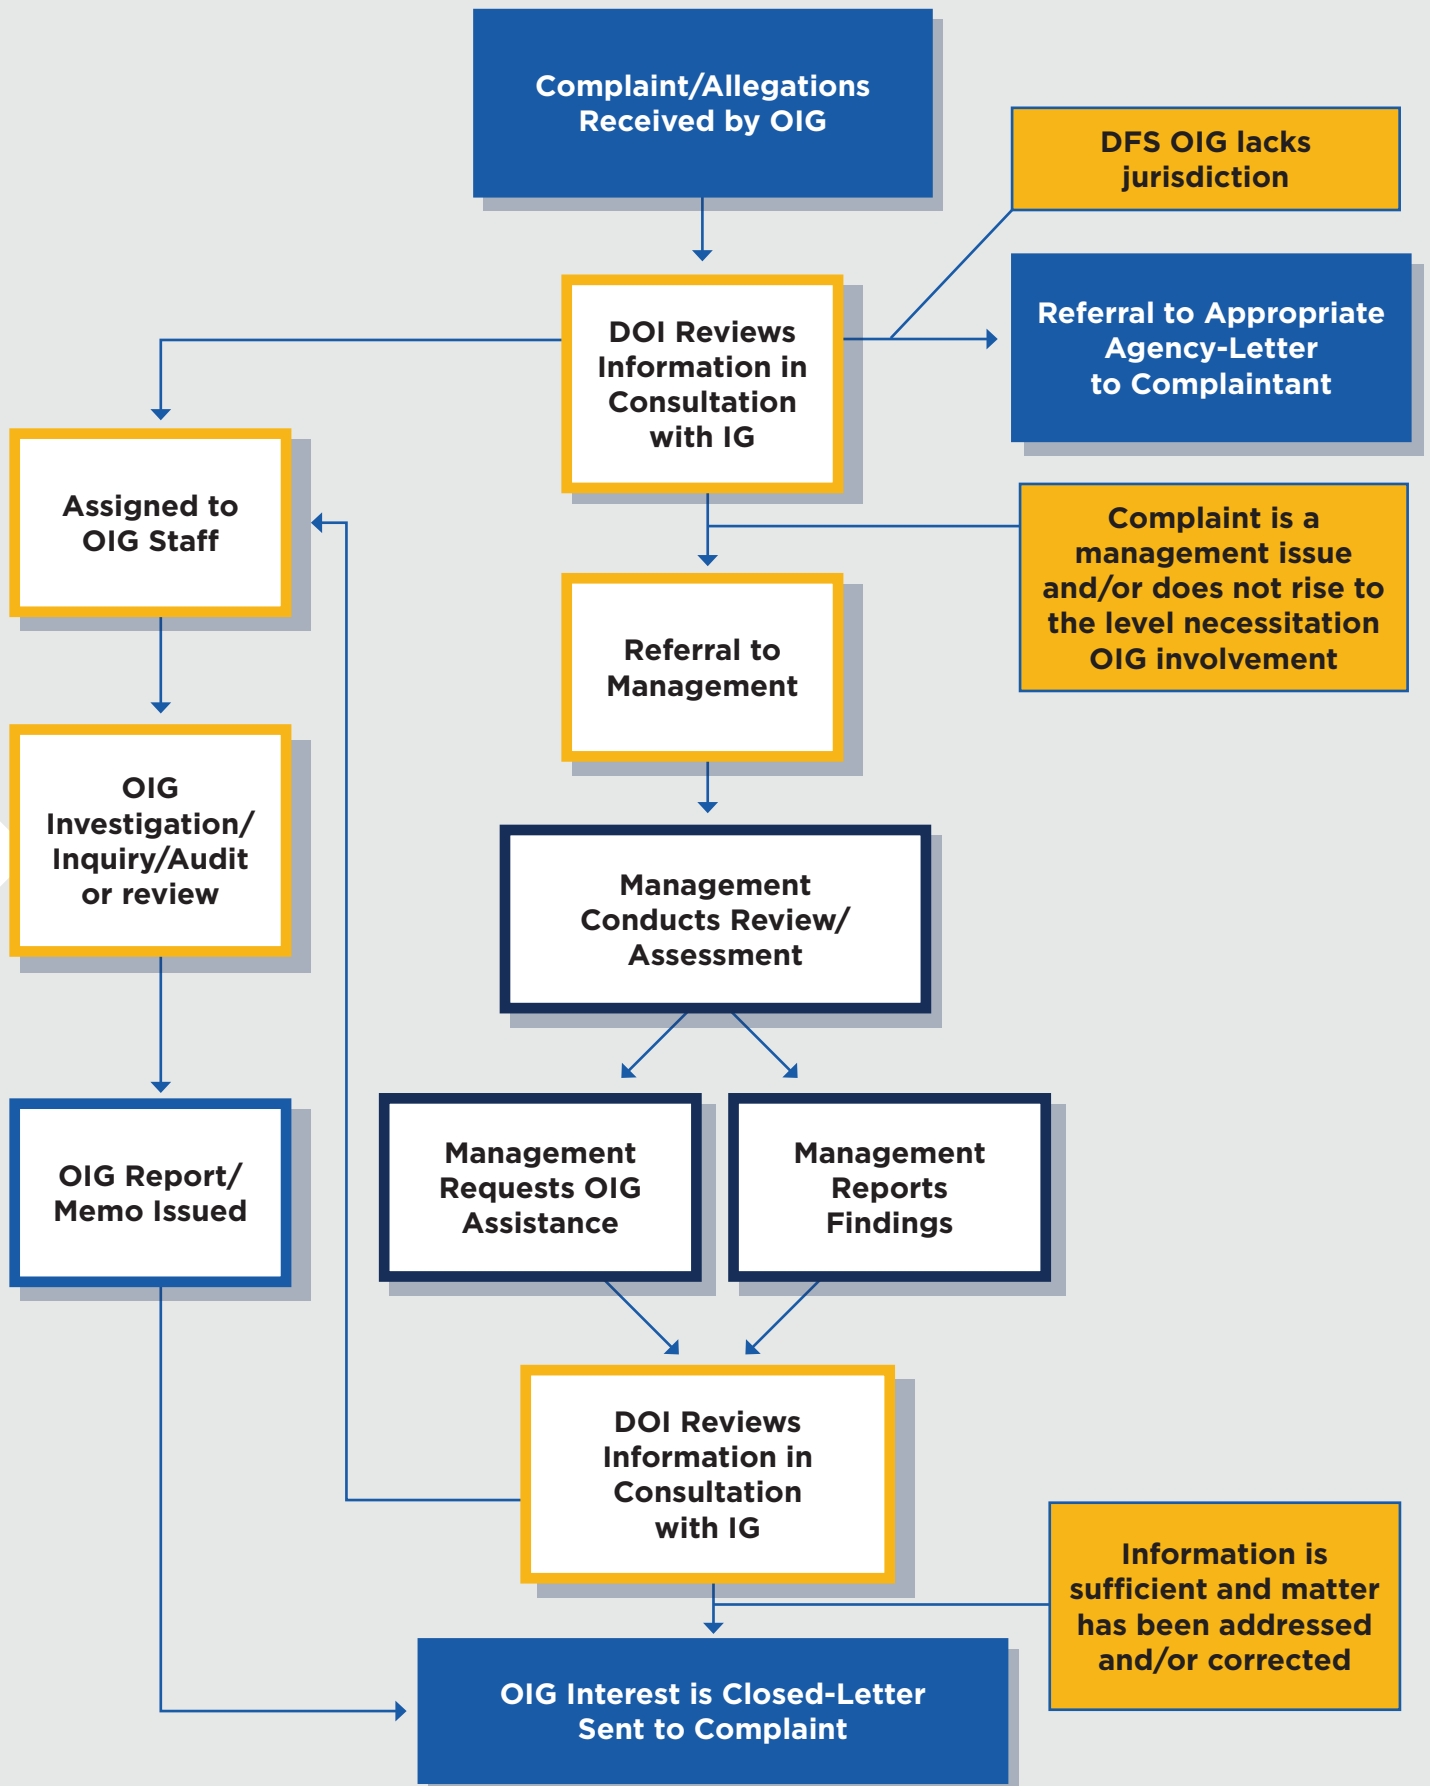 Complaint/Allegations
Received by OIG
DFS OIG lacks
jurisdiction
DOI Reviews
Information in
Consultation
with IG
Referral to Appropriate
Agency-Letter
to Complaintant
Assigned to
OIG Staff
Complaint is a
management issue
and/or does not rise to
the level necessitation
OIG involvement
Referral to
Management
OIG
Investigation/
Inquiry/Audit
or review
Management
Conducts Review/
Assessment
OIG Report/
Memo Issued
Management
Requests OIG
Assistance
Management
Reports
Findings
DOI Reviews
Information in
Consultation
with IG
Information is
sufficient and matter
has been addressed
and/or corrected
OIG Interest is Closed-Letter
Sent to Complaint